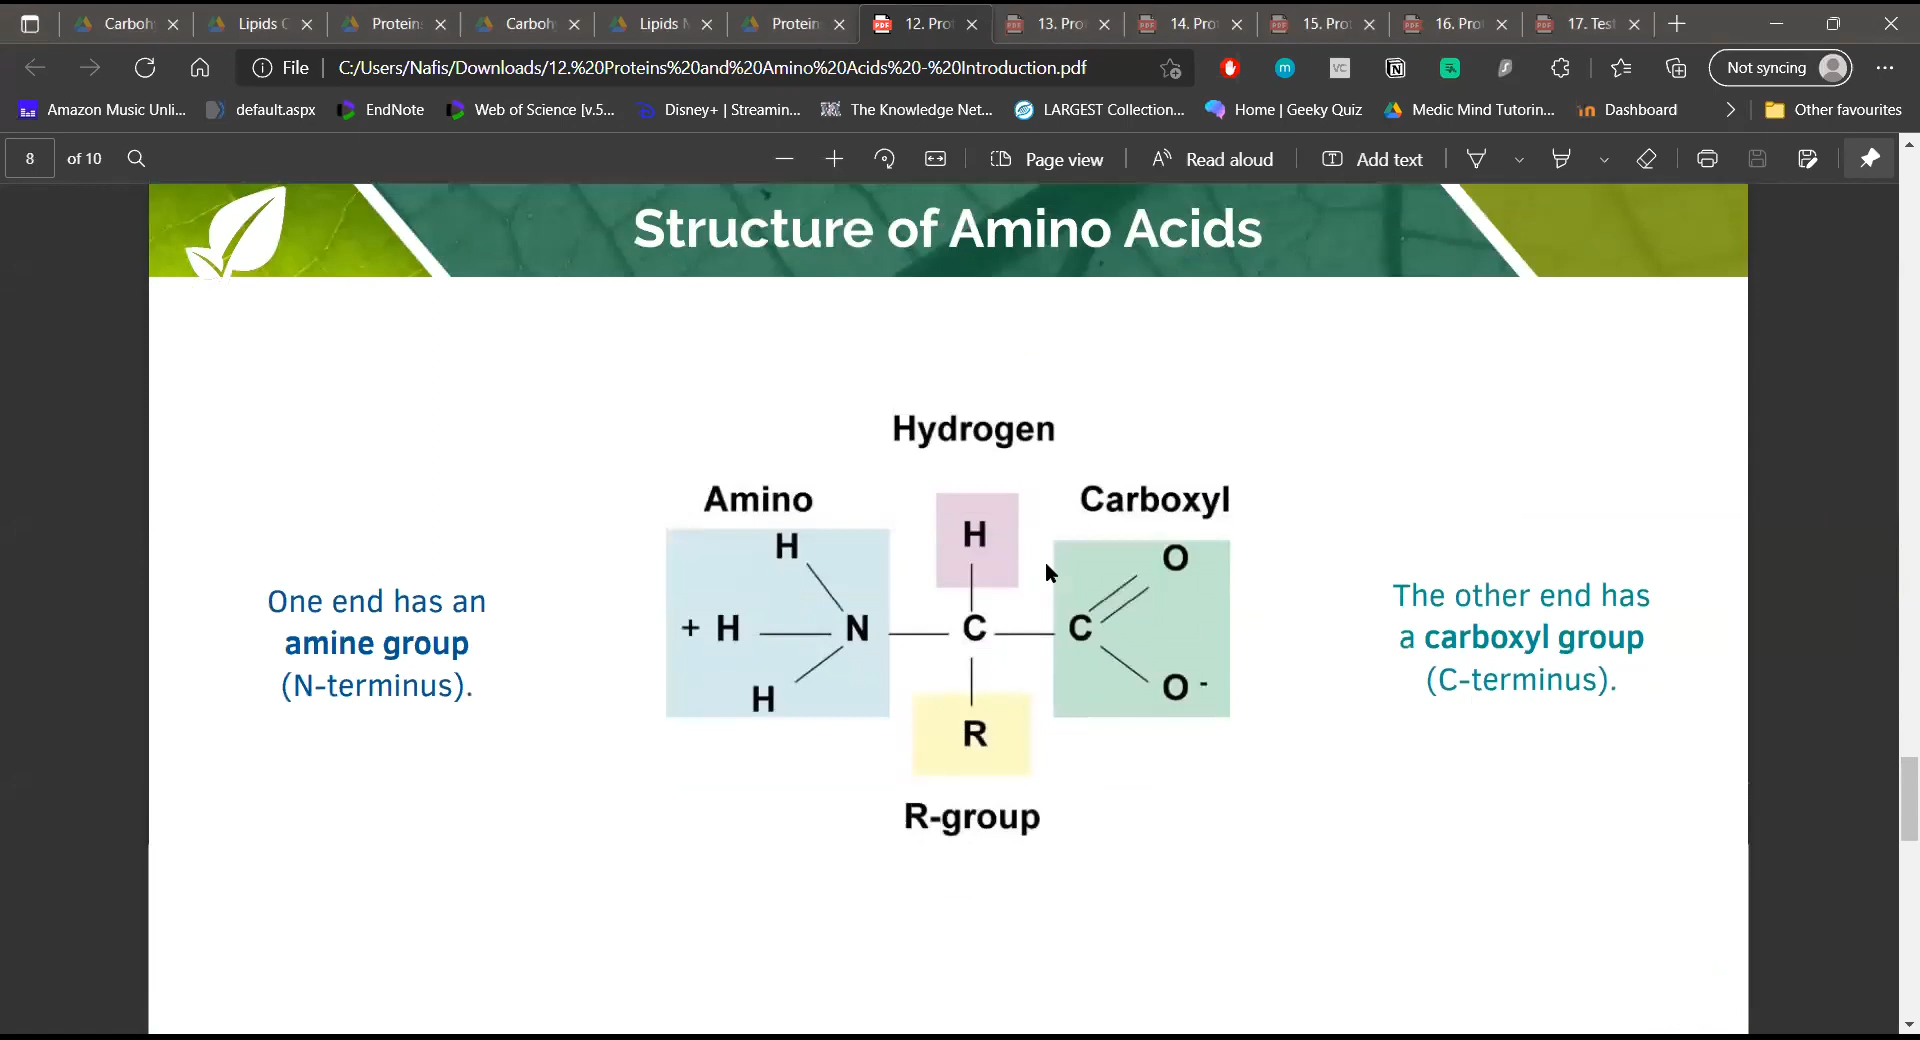 Carboh
Lipids C
Protein
Carboh
Lipids M
Protein
12. Pro
13. Pro
14. Pro
15. Pro
16. Pro
17. Test
File
C:/Users/Nafis/Downloads/12.%20Proteins%20and%20Amino%20Acids%20-%20Introduction.pdf
Not syncing
Amazon Music Unli...
default.aspx
EndNote
Web of Science [v.5...
Disney+ | Streamin...
The Knowledge Net...
LARGEST Collection...
Home | Geeky Quiz
Medic Mind Tutorin...
Dashboard
Other favourites
8 of 10
Page view
Read aloud
Add text
Structure of Amino Acids
Hydrogen
Amino
Carboxyl
H
H
O
+ H N C C
H
O -
R
R-group
One end has an
amine group
(N-terminus).
The other end has
a carboxyl group
(C-terminus).